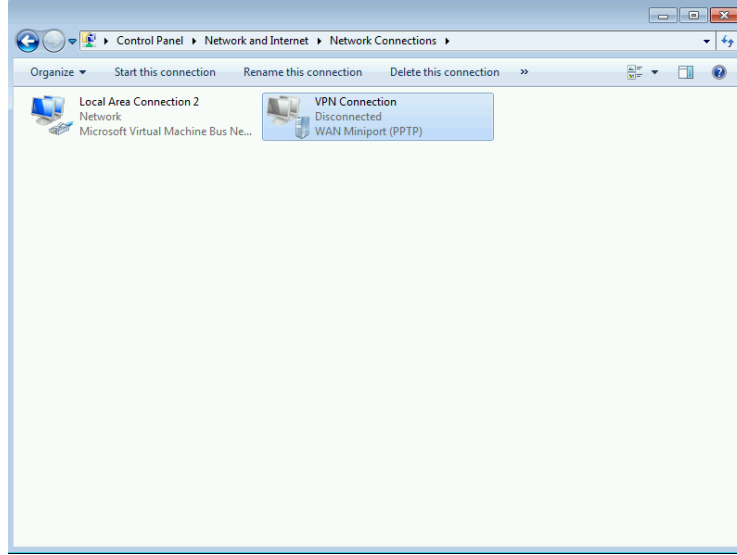 Control Panel Network and Internet Network Connections
Organize Start this connection Rename this connection Delete this connection »
Local Area Connection 2
Network
Microsoft Virtual Machine Bus Ne...
VPN Connection
Disconnected
WAN Miniport (PPTP)